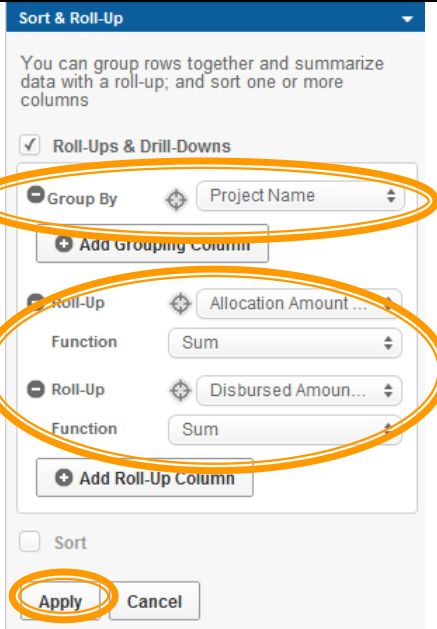 Sort & Roll-Up
You can group rows together and summarize
data with a roll-up; and sort one or more
columns
Roll-Ups & Drill-Downs
Group By Project Name
Add Grouping Column
Roll-Up Allocation Amount ...
Function Sum
Roll-Up Disbursed Amoun...
Function Sum
Add Roll-Up Column
Sort
Apply Cancel